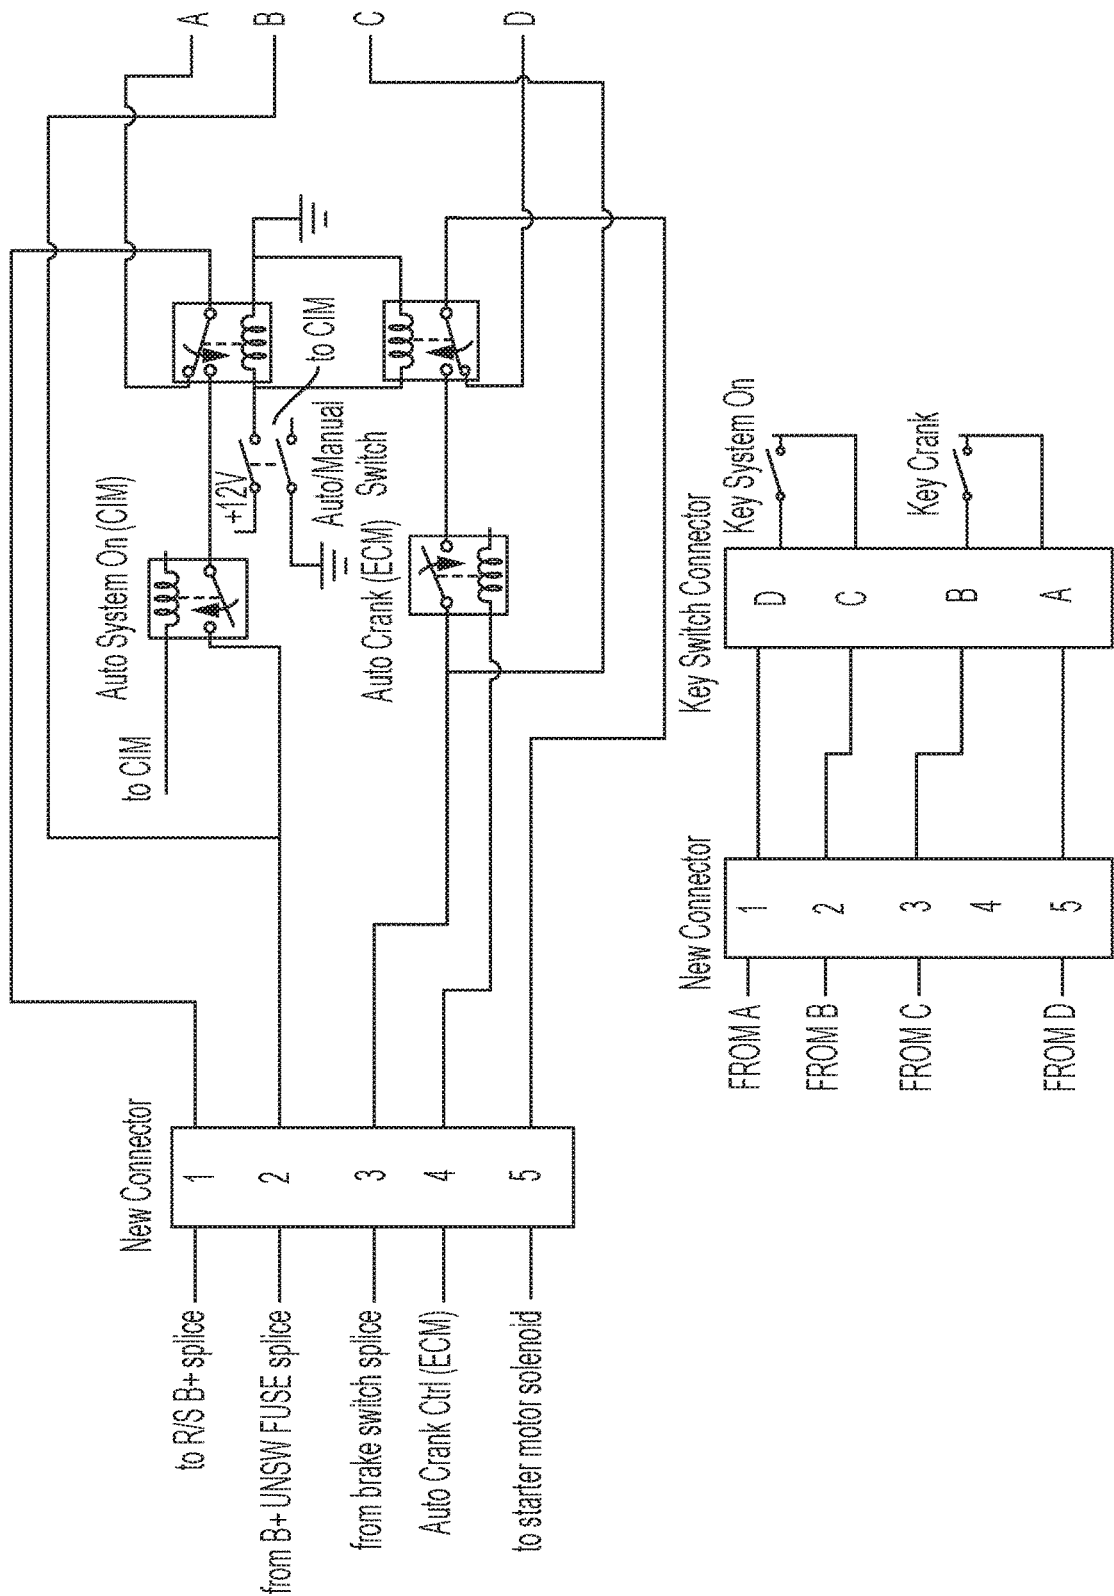 A
B
C
D
to CIM
Auto System On (CIM)
+12V
Auto/Manual
Switch
Auto Crank (ECM)
to CIM
New Connector
1
2
3
4
5
to R/S B+ splice
from B+ UNSW FUSE splice
from brake switch splice
Auto Crank Ctrl (ECM)
to starter motor solenoid
Key System On
Key Crank
Key Switch Connector
D
C
B
A
New Connector
1
2
3
4
5
FROM A
FROM B
FROM C
FROM D